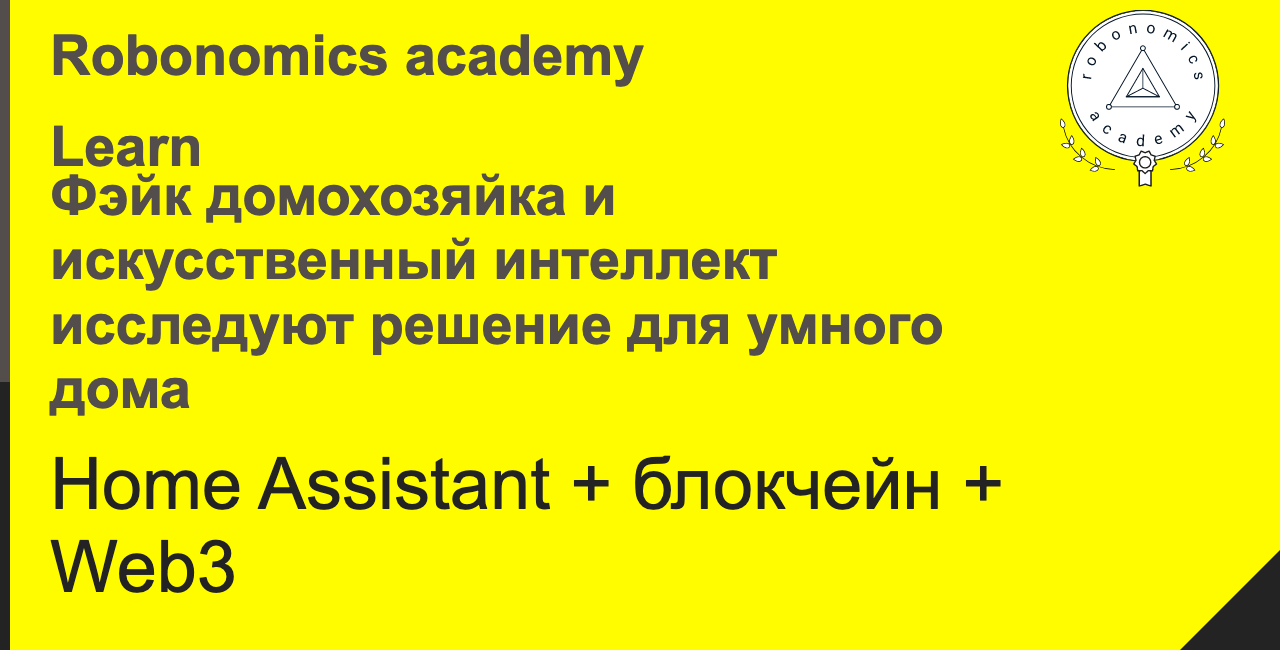 Robonomics academy
robonomics
academy
Learn
Фэйк домохозяйка и
искусственный интеллект
исследуют решение для умного
дома
Home Assistant + блокчейн +
Web3